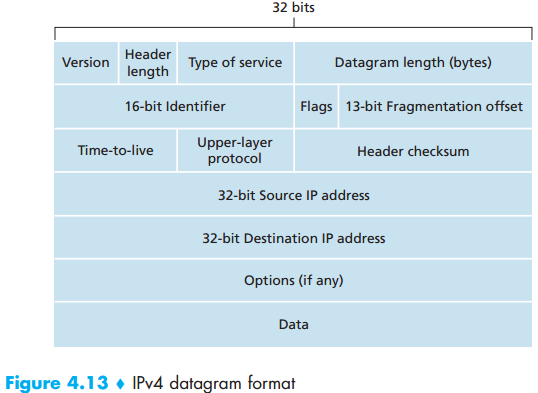 32 bits
Version
Header
length
Type of service
Datagram length (bytes)
16-bit Identifier
Flags
13-bit Fragmentation offset
Time-to-live
Upper-layer
protocol
Header checksum
32-bit Source IP address
32-bit Destination IP address
Options (if any)
Data
Figure 4.13 ♦ IPv4 datagram format